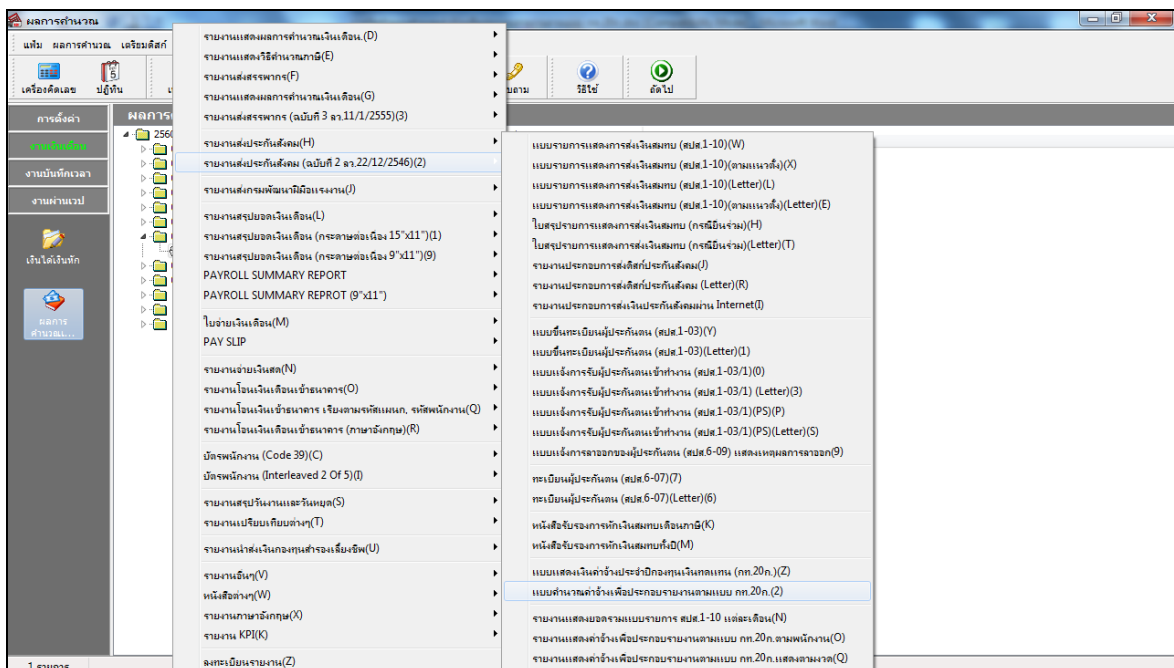 ผลการคำนวณ
แฟ้ม ผลการคำนวณ เตรียมดิสก์
เครื่องคิดเลข
ปฏิทิน
วิธีใช้
ถัดไป
การตั้งค่า
งานเงินเดือน
งานบันทึกเวลา
งานผ่านเวป
เงินได้เงินหัก
ผลการ
คำนวณเ...
2560
รายงานแสดงผลการคำนวณเงินเดือน.(D)
รายงานแสดงวิธีคำนวณภาษี(E)
รายงานส่งสรรพากร(F)
รายงานแสดงผลการคำนวณเงินเดือน(G)
รายงานส่งสรรพากร (ฉบับที่ 3 ลว.11/1/2555)(3)
รายงานส่งประกันสังคม(H)
รายงานส่งประกันสังคม (ฉบับที่ 2 ลว.22/12/2546)(2)
รายงานส่งกรมพัฒนาฝีมือแรงงาน(J)
รายงานสรุปยอดเงินเดือน(L)
รายงานสรุปยอดเงินเดือน (กระดาษต่อเนื่อง 15"x11")(1)
รายงานสรุปยอดเงินเดือน (กระดาษต่อเนื่อง 9"x11")(9)
PAYROLL SUMMARY REPORT
PAYROLL SUMMARY REPROT (9"x11")
ใบจ่ายเงินเดือน(M)
PAY SLIP
รายงานจ่ายเงินสด(N)
รายงานโอนเงินเดือนเข้าธนาคาร(O)
รายงานโอนเงินเข้าธนาคาร เรียงตามรหัสแผนก, รหัสพนักงาน(Q)
รายงานโอนเงินเดือนเข้าธนาคาร (ภาษาอังกฤษ)(R)
บัตรพนักงาน (Code 39)(C)
บัตรพนักงาน (Interleaved 2 Of 5)(I)
รายงานสรุปวันงานและวันหยุด(S)
รายงานเปรียบเทียบต่างๆ(T)
รายงานนำส่งเงินกองทุนสำรองเลี้ยงชีพ(U)
รายงานอื่นๆ(V)
หนังสือต่างๆ(W)
รายงานภาษาอังกฤษ(X)
รายงาน KPI(K)
ลงทะเบียนรายงาน(Z)
แบบรายการแสดงการส่งเงินสมทบ (สปส.1-10)(W)
แบบรายการแสดงการส่งเงินสมทบ (สปส.1-10)(ตามแนวตั้ง)(X)
แบบรายการแสดงการส่งเงินสมทบ (สปส.1-10)(Letter)(L)
แบบรายการแสดงการส่งเงินสมทบ (สปส.1-10)(ตามแนวตั้ง)(Letter)(E)
ใบสรุปรายการแสดงการส่งเงินสมทบ (กรณียื่นร่วม)(H)
ใบสรุปรายการแสดงการส่งเงินสมทบ (กรณียื่นร่วม)(Letter)(T)
รายงานประกอบการส่งดิสก์ประกันสังคม(J)
รายงานประกอบการส่งดิสก์ประกันสังคม (Letter)(R)
รายงานประกอบการส่งเงินประกันสังคมผ่าน Internet(I)
แบบขึ้นทะเบียนผู้ประกันตน (สปส.1-03)(Y)
แบบขึ้นทะเบียนผู้ประกันตน (สปส.1-03)(Letter)(1)
แบบแจ้งการรับผู้ประกันตนเข้าทำงาน (สปส.1-03/1)(0)
แบบแจ้งการรับผู้ประกันตนเข้าทำงาน (สปส.1-03/1) (Letter)(3)
แบบแจ้งการรับผู้ประกันตนเข้าทำงาน (สปส.1-03/1)(PS)(P)
แบบแจ้งการรับผู้ประกันตนเข้าทำงาน (สปส.1-03/1)(PS)(Letter)(S)
แบบแจ้งการลาออกของผู้ประกันตน (สปส.6-09) แสดงเหตุผลการลาออก(9)
ทะเบียนผู้ประกันตน (สปส.6-07)(7)
ทะเบียนผู้ประกันตน (สปส.6-07)(Letter)(6)
หนังสือรับรองการหักเงินสมทบเดือนภาษี(K)
หนังสือรับรองการหักเงินสมทบทั้งปี(M)
แบบแสดงเงินค่าจ้างประจำปีกองทุนเงินทดแทน (กท.20ก.)(Z)
แบบคำนวณค่าจ้างเพื่อประกอบรายงานตามแบบ กท.20ก.(2)
รายงานแสดงยอดรวมแบบรายการ สปส.1-10 แต่ละเดือน(N)
รายงานแสดงค่าจ้างเพื่อประกอบรายงานตามแบบ กท.20ก.ตามพนักงาน(O)
รายงานแสดงค่าจ้างเพื่อประกอบรายงานตามแบบ กท.20ก.แสดงตามงวด(Q)
1 รายการ